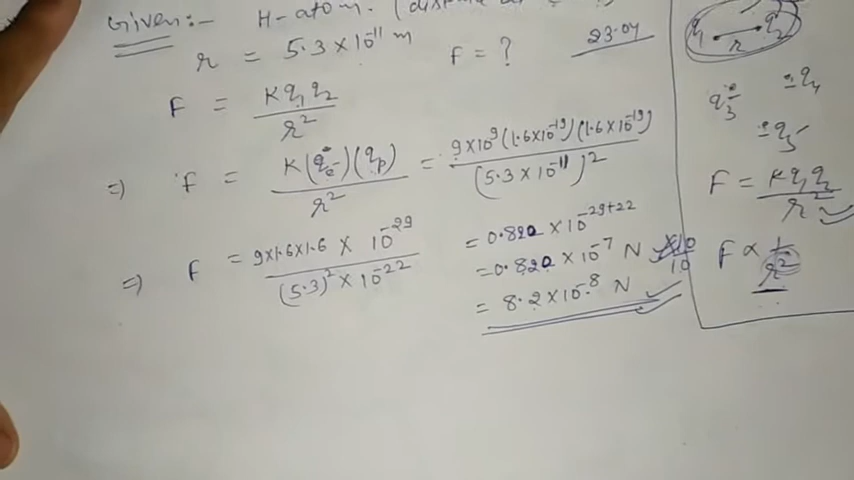 Given:- H-atom.
r = 5.3×10⁻¹¹ m F = ? 23.04
F = Kq₁q₂/r²
⇒ F = K(qe⁻)(qp)/r² = 9×10⁹(1.6×10⁻¹⁹)(1.6×10⁻¹⁹)/(5.3×10⁻¹¹)²
⇒ F = 9×1.6×1.6×10⁻²⁹/(5.3)²×10⁻²²
= 0.820×10⁻²⁹⁺²²
= 0.820×10⁻⁷ N ×10/10
= 8.2×10⁻⁸ N
q₁ r q₂
q₃ q₄
q₅
F = Kq₁q₂/r²
F ∝ 1/r²